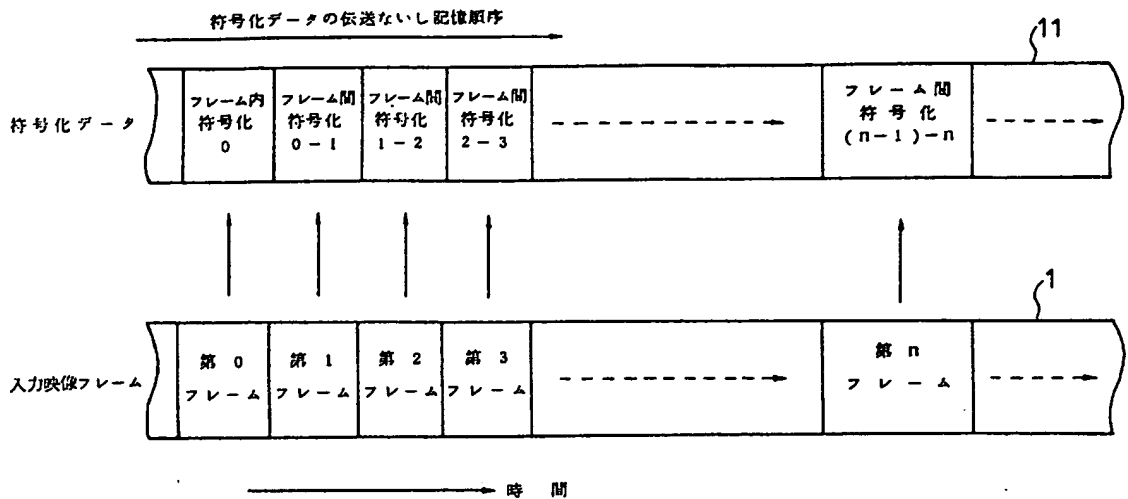 符号化データの伝送ないし記憶順序
11
符号化データ
フレーム内
符号化
0
フレーム間
符号化
0-1
フレーム間
符号化
1-2
フレーム間
符号化
2-3
フレーム間
符号化
(n-1)-n
1
入力映像フレーム
第 0
フレーム
第 1
フレーム
第 2
フレーム
第 3
フレーム
第 n
フレーム
時 間